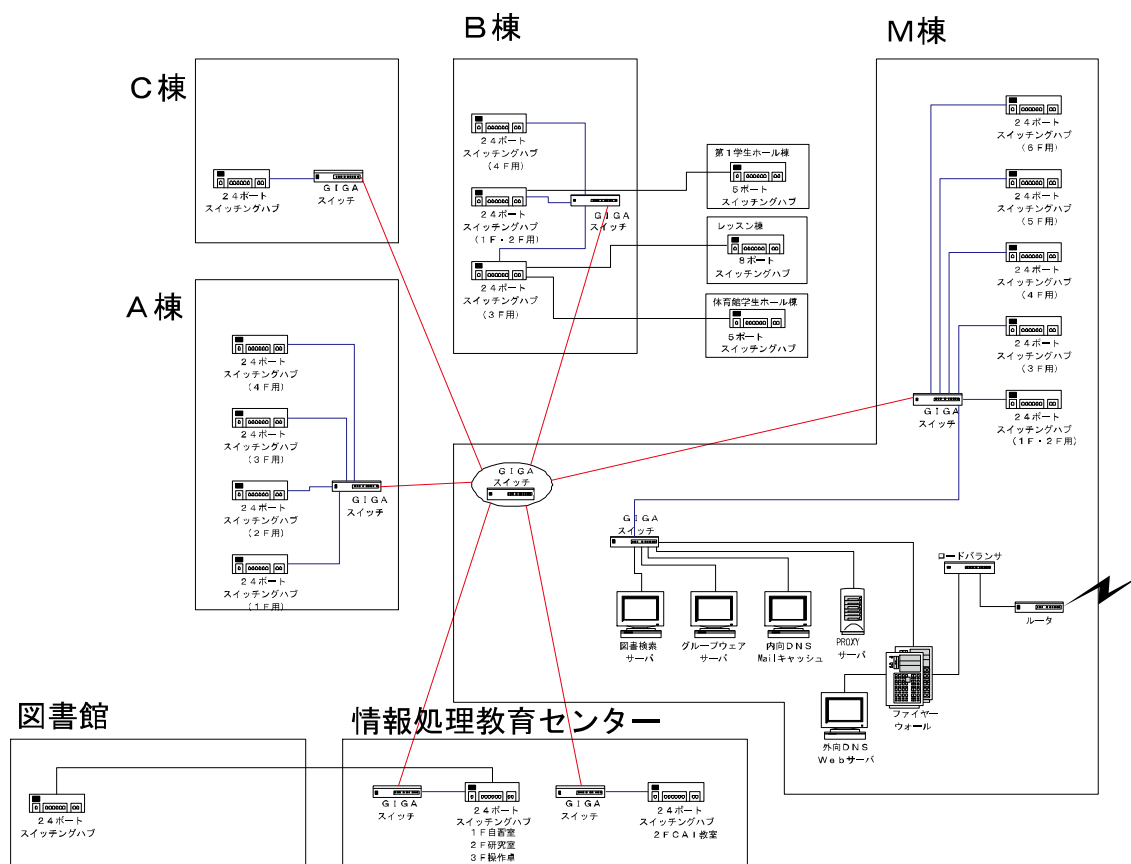 B棟
M棟
C棟
24ポート
スイッチングハブ
GIGA
スイッチ
24ポート
スイッチングハブ
(4F用)
24ポート
スイッチングハブ
(1F・2F用)
24ポート
スイッチングハブ
(3F用)
GIGA
スイッチ
第1学生ホール棟
5ポート
スイッチングハブ
レッスン棟
8ポート
スイッチングハブ
体育館学生ホール棟
5ポート
スイッチングハブ
24ポート
スイッチングハブ
(6F用)
24ポート
スイッチングハブ
(5F用)
24ポート
スイッチングハブ
(4F用)
24ポート
スイッチングハブ
(3F用)
24ポート
スイッチングハブ
(1F・2F用)
GIGA
スイッチ
A棟
24ポート
スイッチングハブ
(4F用)
24ポート
スイッチングハブ
(3F用)
24ポート
スイッチングハブ
(2F用)
24ポート
スイッチングハブ
(1F用)
GIGA
スイッチ
GIGA
スイッチ
GIGA
スイッチ
図書検索
サーバ
グループウェア
サーバ
内向DNS
Mailキャッシュ
PROXY
サーバ
ロードバランサ
ルータ
ファイヤー
ウォール
外向DNS
Webサーバ
図書館
24ポート
スイッチングハブ
情報処理教育センター
GIGA
スイッチ
24ポート
スイッチングハブ
1F自習室
2F研究室
3F操作卓
GIGA
スイッチ
24ポート
スイッチングハブ
2FCAI教室